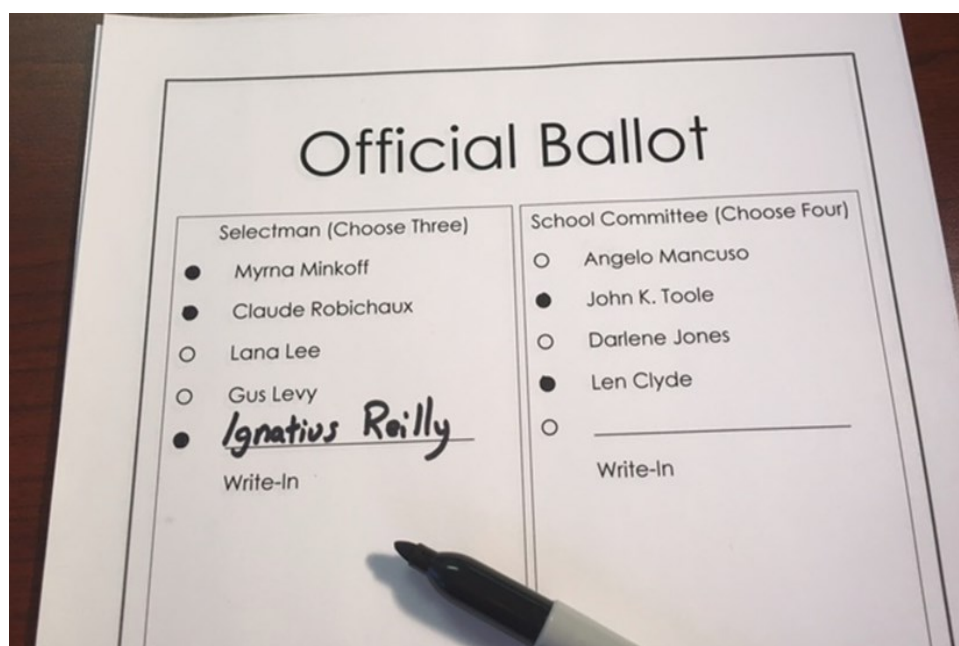 Official Ballot
Selectman (Choose Three)
Myrna Minkoff
Claude Robichaux
Lana Lee
Gus Levy
Ignatius Reilly
Write-In
School Committee (Choose Four)
Angelo Mancuso
John K. Toole
Darlene Jones
Len Clyde
Write-In